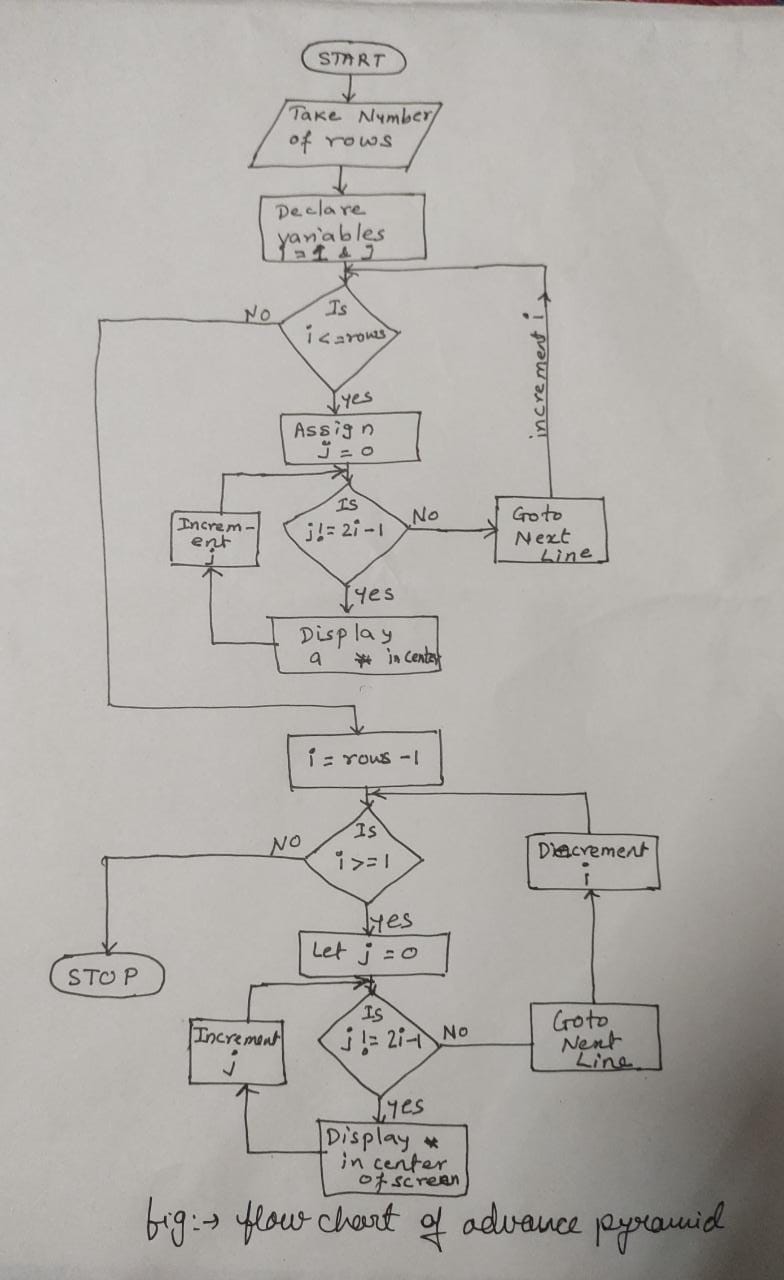 START
Take Number
of rows
Declare
variables
i = 1 & j
Is
i <= rows
NO
yes
increment i
Assign
j = 0
Is
j != 2i-1
No
Goto
Next
Line
Increm-
ent
j
yes
Display
a * in center
i = rows -1
Is
i >= 1
NO
Decrement
i
yes
STOP
Let j = 0
Is
j != 2i-1
No
Goto
Next
Line
Increment
j
yes
Display *
in center
of screen
fig:→ flow chart of advance pyramid